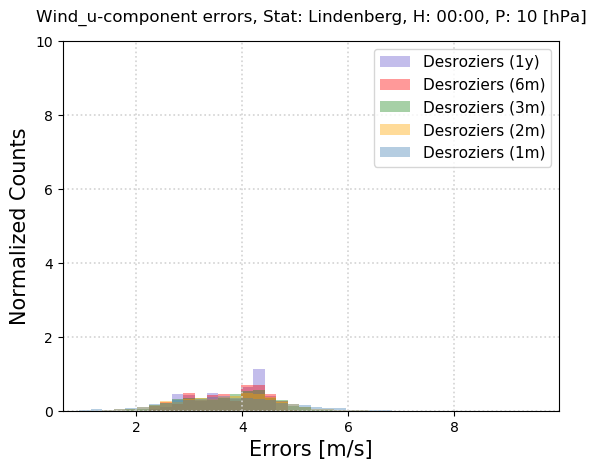 Wind_u-component errors, Stat: Lindenberg, H: 00:00, P: 10 [hPa]
10
8
6
4
2
0
Normalized Counts
Desroziers (1y)
Desroziers (6m)
Desroziers (3m)
Desroziers (2m)
Desroziers (1m)
2 4 6 8
Errors [m/s]